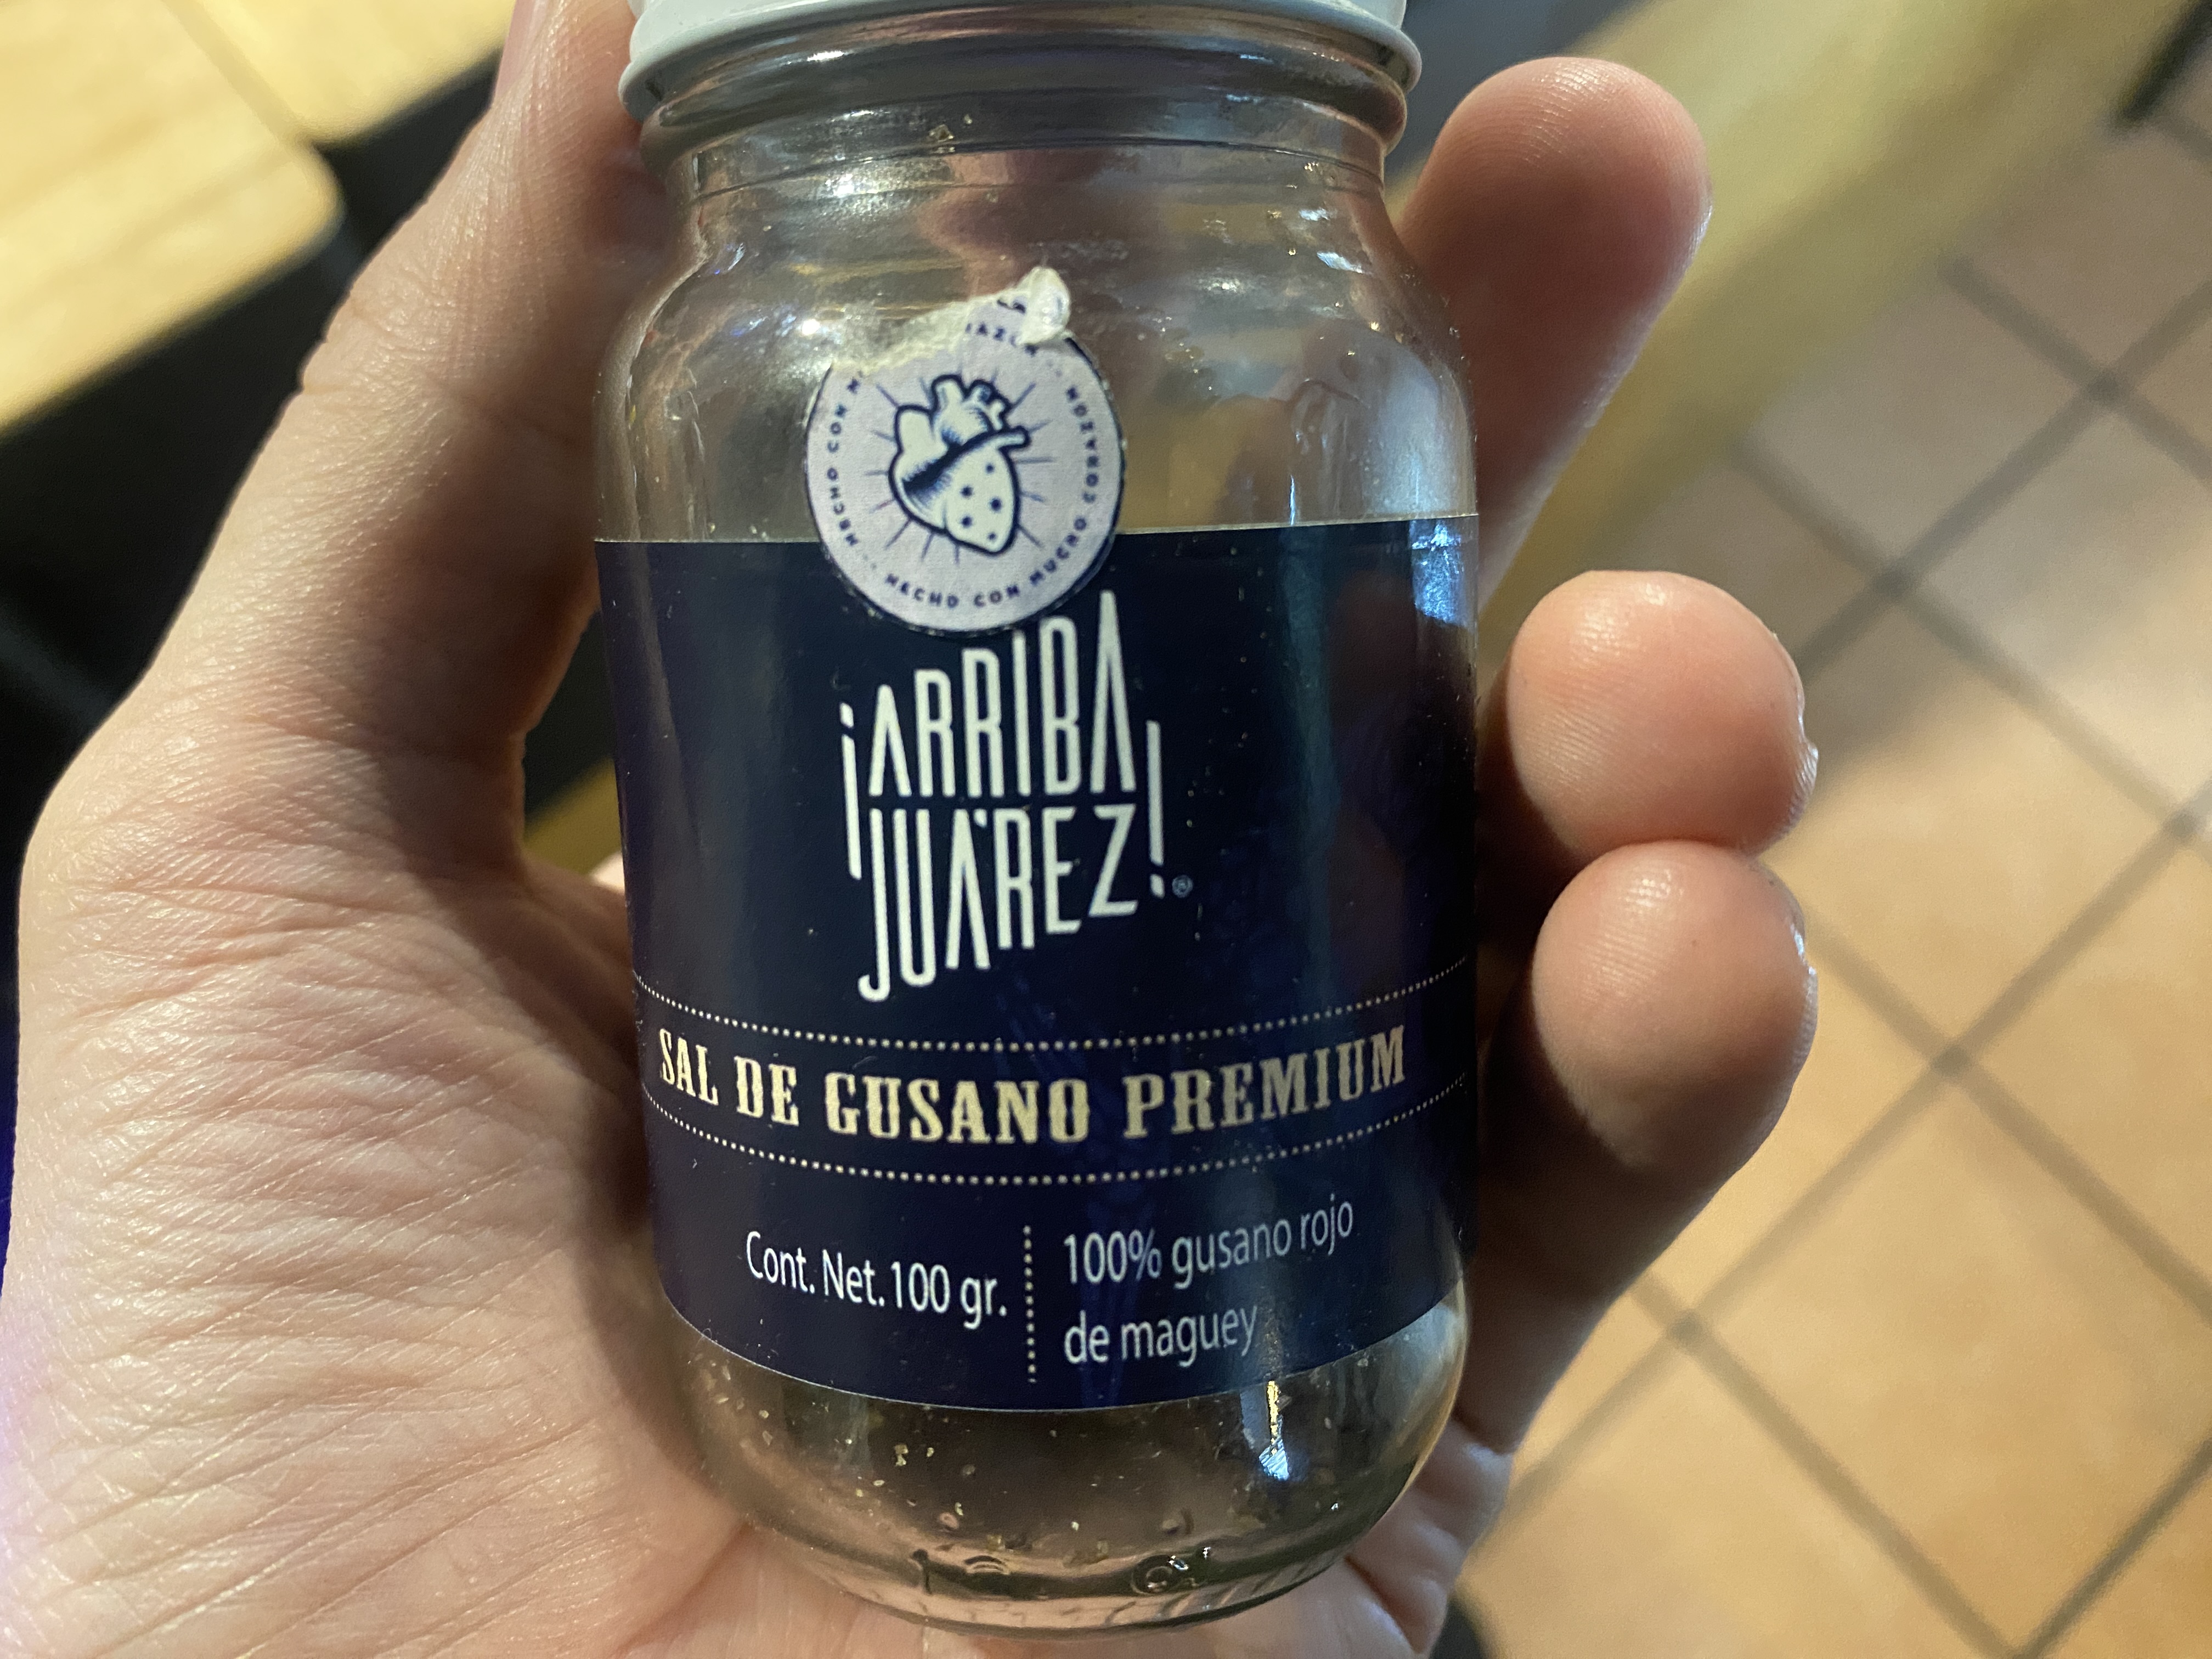 HECHO CON MUCHO CORAZÓN
¡ARRIBA
JUÁREZ!®
SAL DE GUSANO PREMIUM
Cont. Net. 100 gr.
100% gusano rojo
de maguey